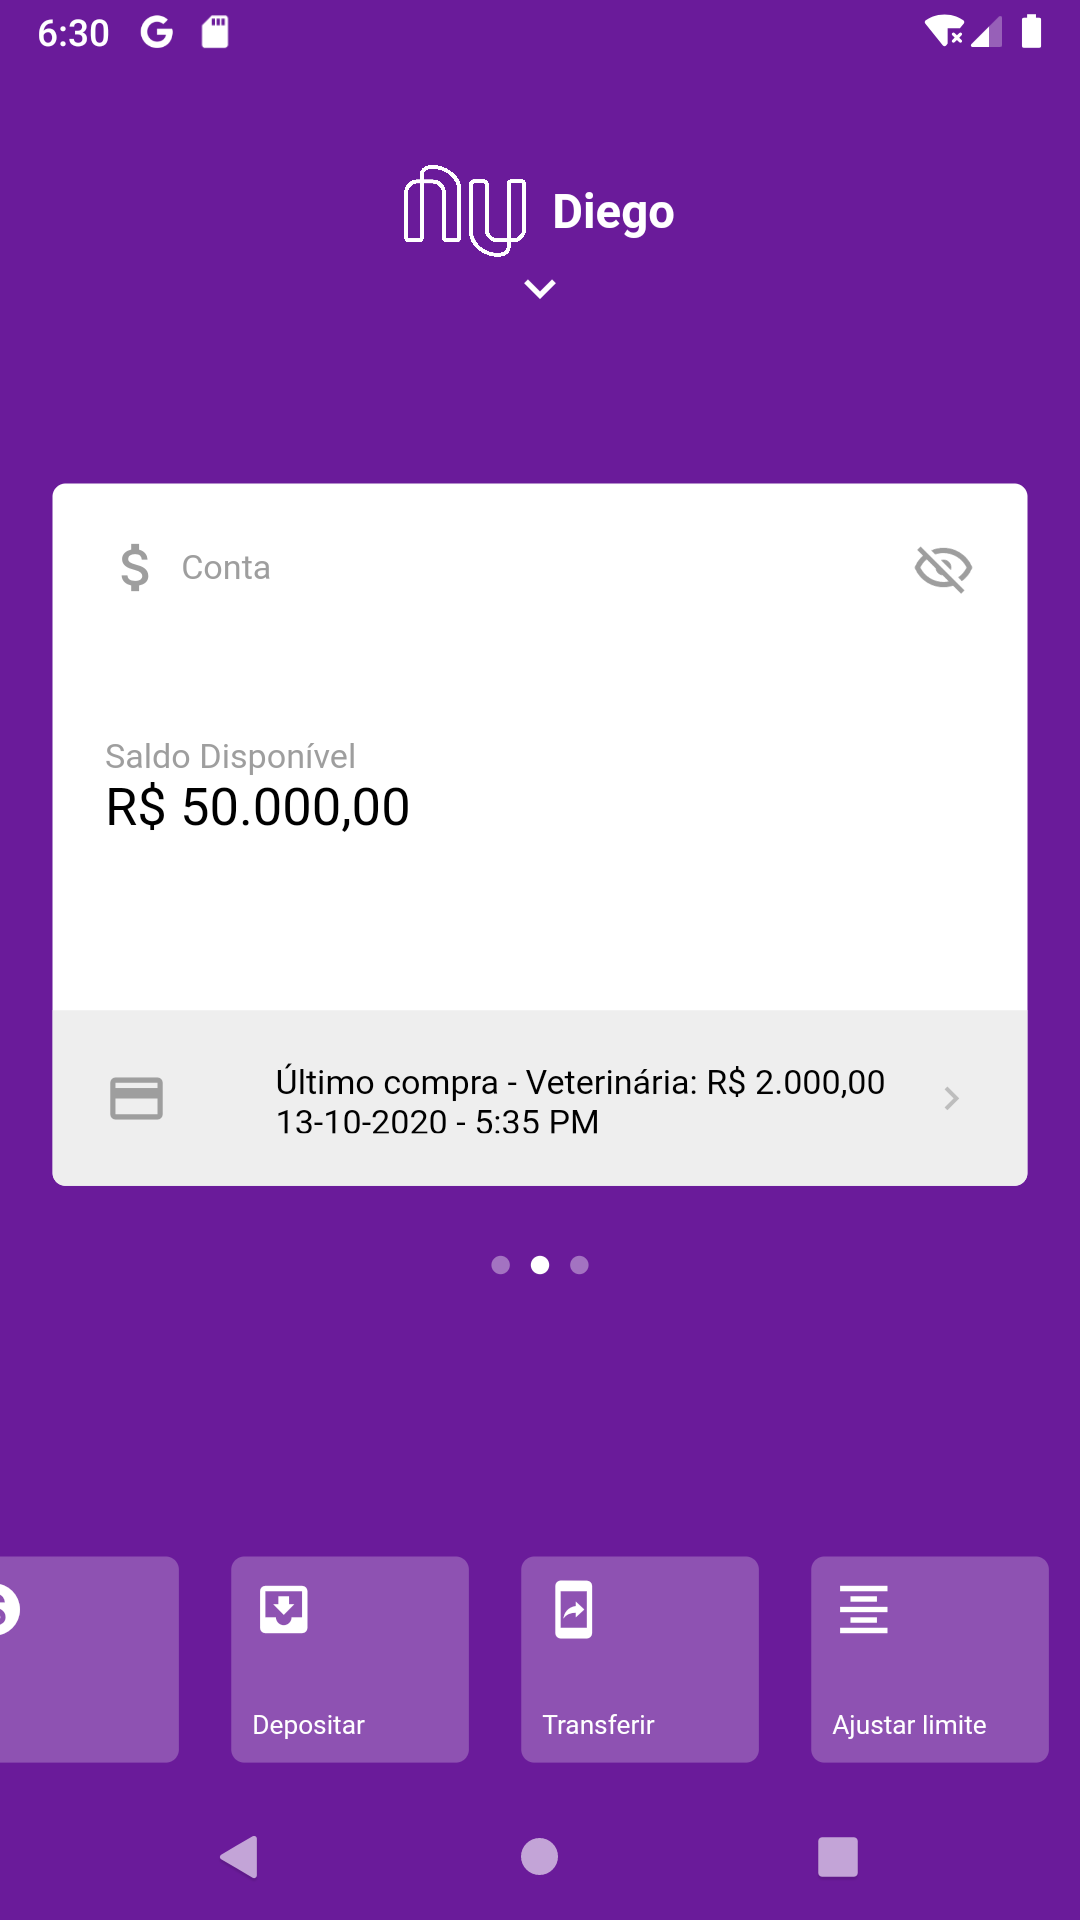 6:30
nu Diego
Conta
Saldo Disponível
R$ 50.000,00
Último compra - Veterinária: R$ 2.000,00
13-10-2020 - 5:35 PM
Depositar
Transferir
Ajustar limite